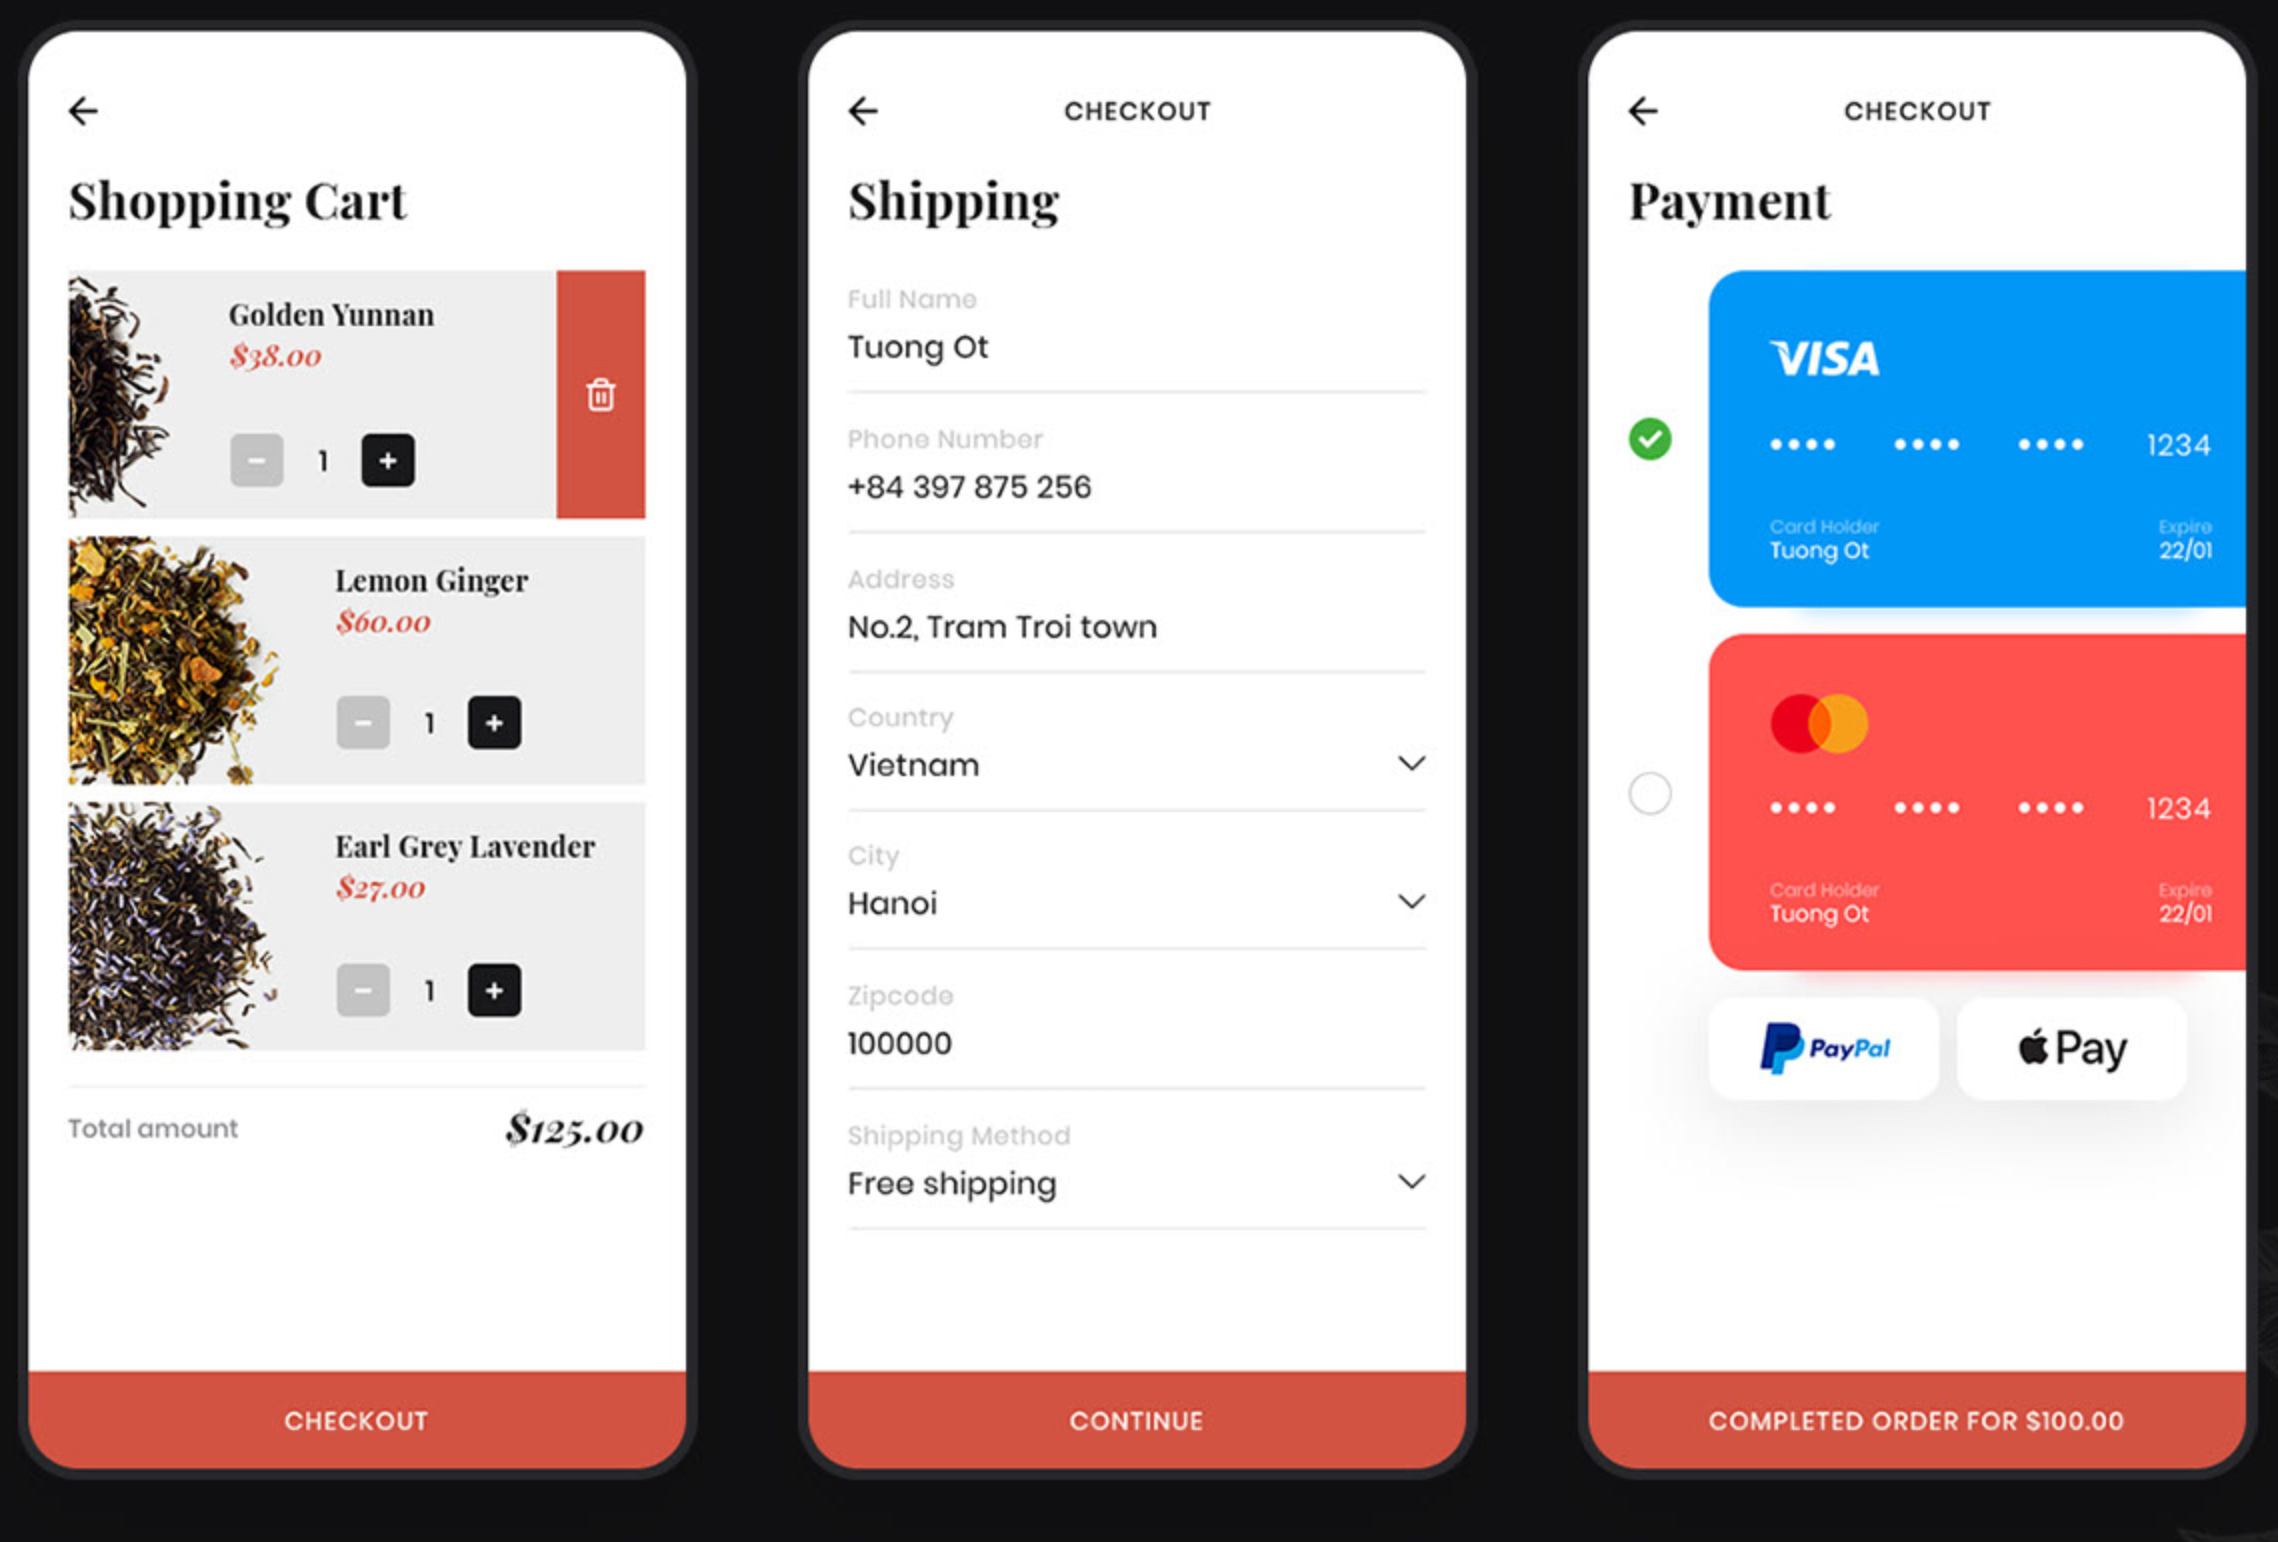 Shopping Cart
Golden Yunnan
$38.00
1
Lemon Ginger
$60.00
1
Earl Grey Lavender
$27.00
1
Total amount $125.00
CHECKOUT
CHECKOUT
Shipping
Full Name
Tuong Ot
Phone Number
+84 397 875 256
Address
No.2, Tram Troi town
Country
Vietnam
City
Hanoi
Zipcode
100000
Shipping Method
Free shipping
CONTINUE
CHECKOUT
Payment
VISA
•••• •••• •••• 1234
Card Holder Expire
Tuong Ot 22/01
•••• •••• •••• 1234
Card Holder Expire
Tuong Ot 22/01
PayPal Pay
COMPLETED ORDER FOR $100.00